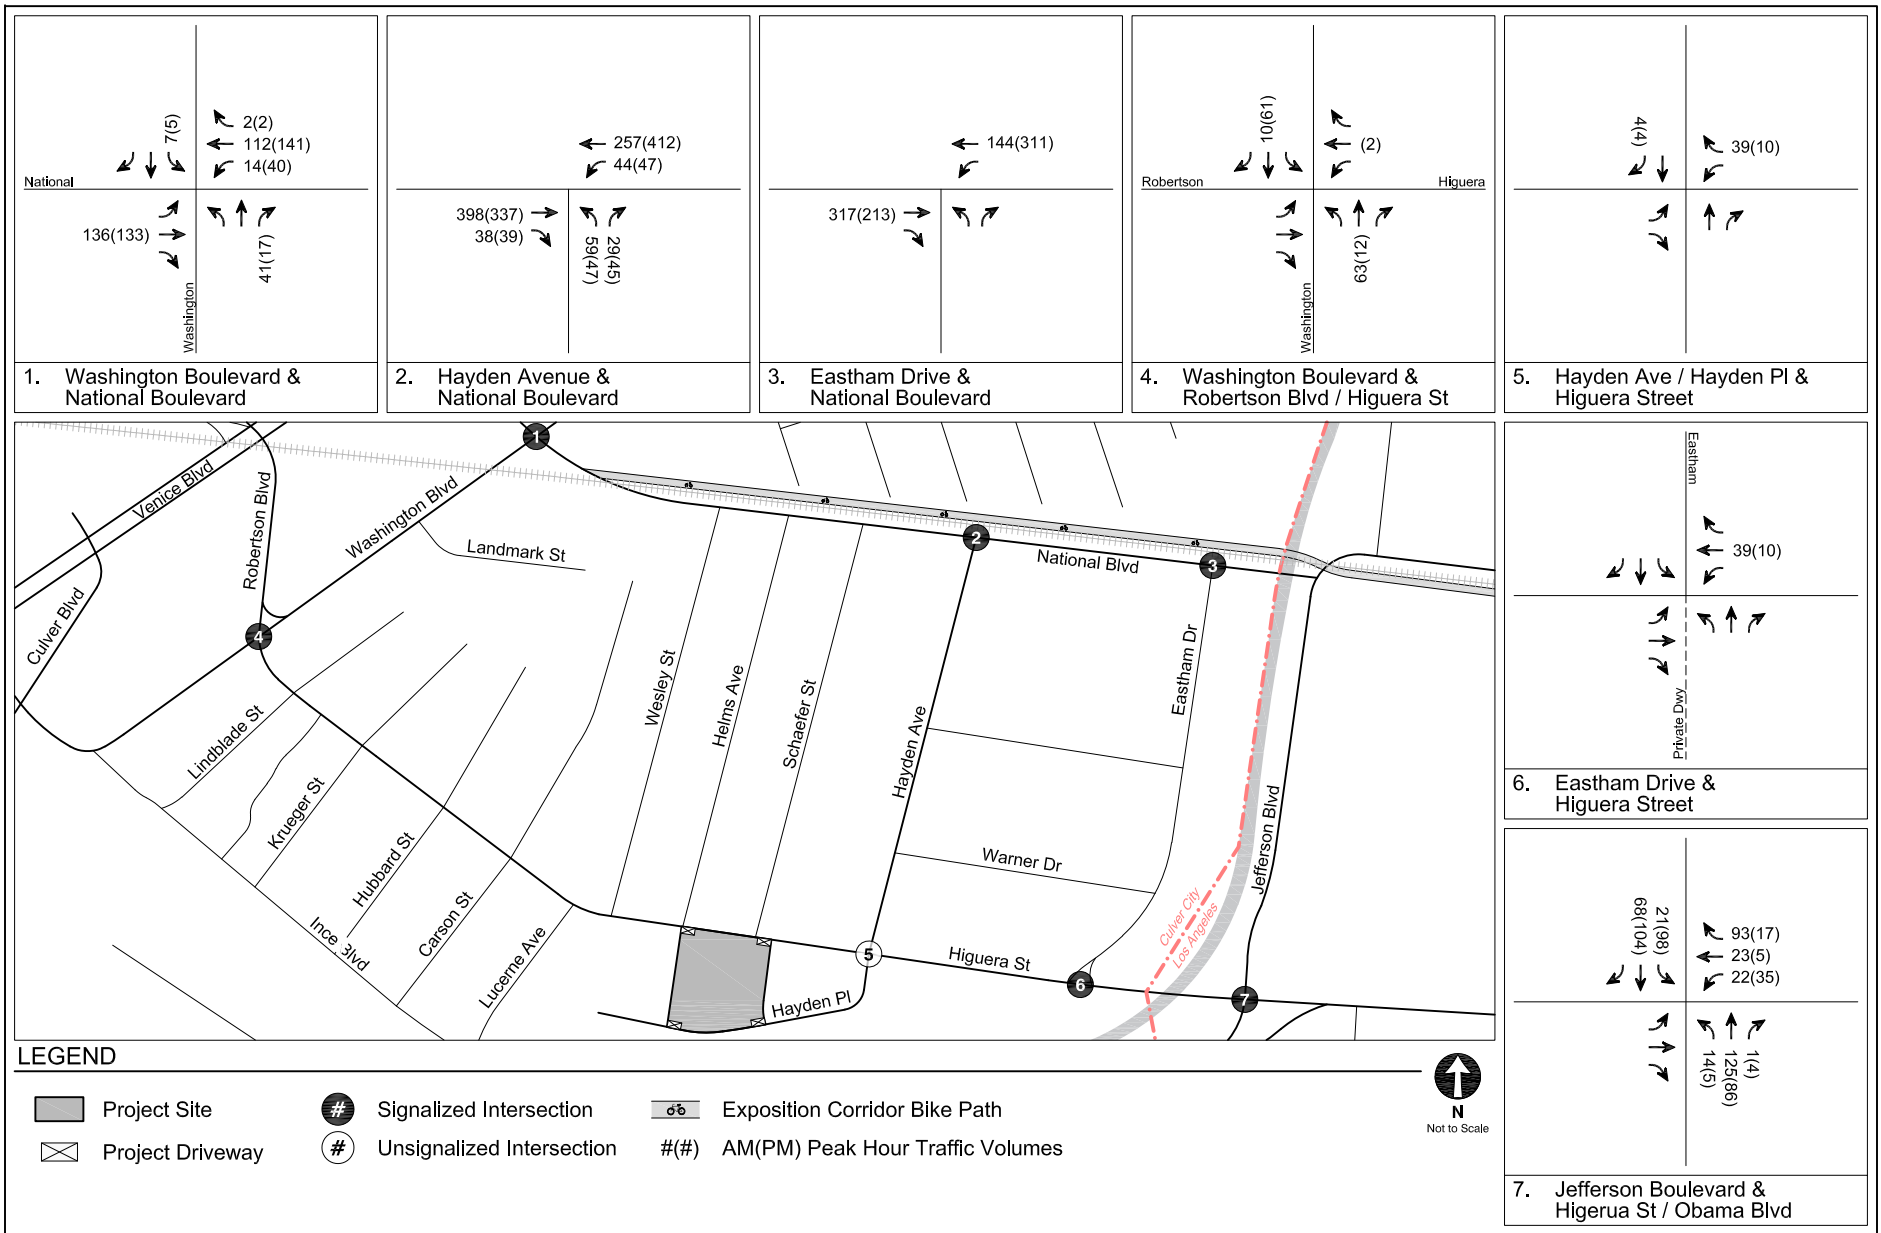 7(5)
2(2)
112(141)
14(40)
National
136(133)
41(17)
Washington
1. Washington Boulevard &
National Boulevard
257(412)
44(47)
398(337)
38(39)
59(47)
29(45)
2. Hayden Avenue &
National Boulevard
144(311)
317(213)
3. Eastham Drive &
National Boulevard
10(61)
(2)
Robertson
Higuera
63(12)
Washington
4. Washington Boulevard &
Robertson Blvd / Higuera St
4(4)
39(10)
5. Hayden Ave / Hayden Pl &
Higuera Street
Eastham
39(10)
Private Dwy
6. Eastham Drive &
Higuera Street
68(104)
21(98)
93(17)
23(5)
22(35)
14(5)
125(86)
1(4)
7. Jefferson Boulevard &
Higerua St / Obama Blvd
1
Venice Blvd
Robertson Blvd
Washington Blvd
Landmark St
2
National Blvd
3
Culver Blvd
4
Wesley St
Helms Ave
Schaefer St
Hayden Ave
Eastham Dr
Lindblade St
Krueger St
Hubbard St
Carson St
Ince Blvd
Lucerne Ave
Warner Dr
Jefferson Blvd
Culver City
Los Angeles
5
Higuera St
6
7
Hayden Pl
LEGEND
Project Site
# Signalized Intersection
Exposition Corridor Bike Path
Project Driveway
# Unsignalized Intersection
#(#) AM(PM) Peak Hour Traffic Volumes
N
Not to Scale